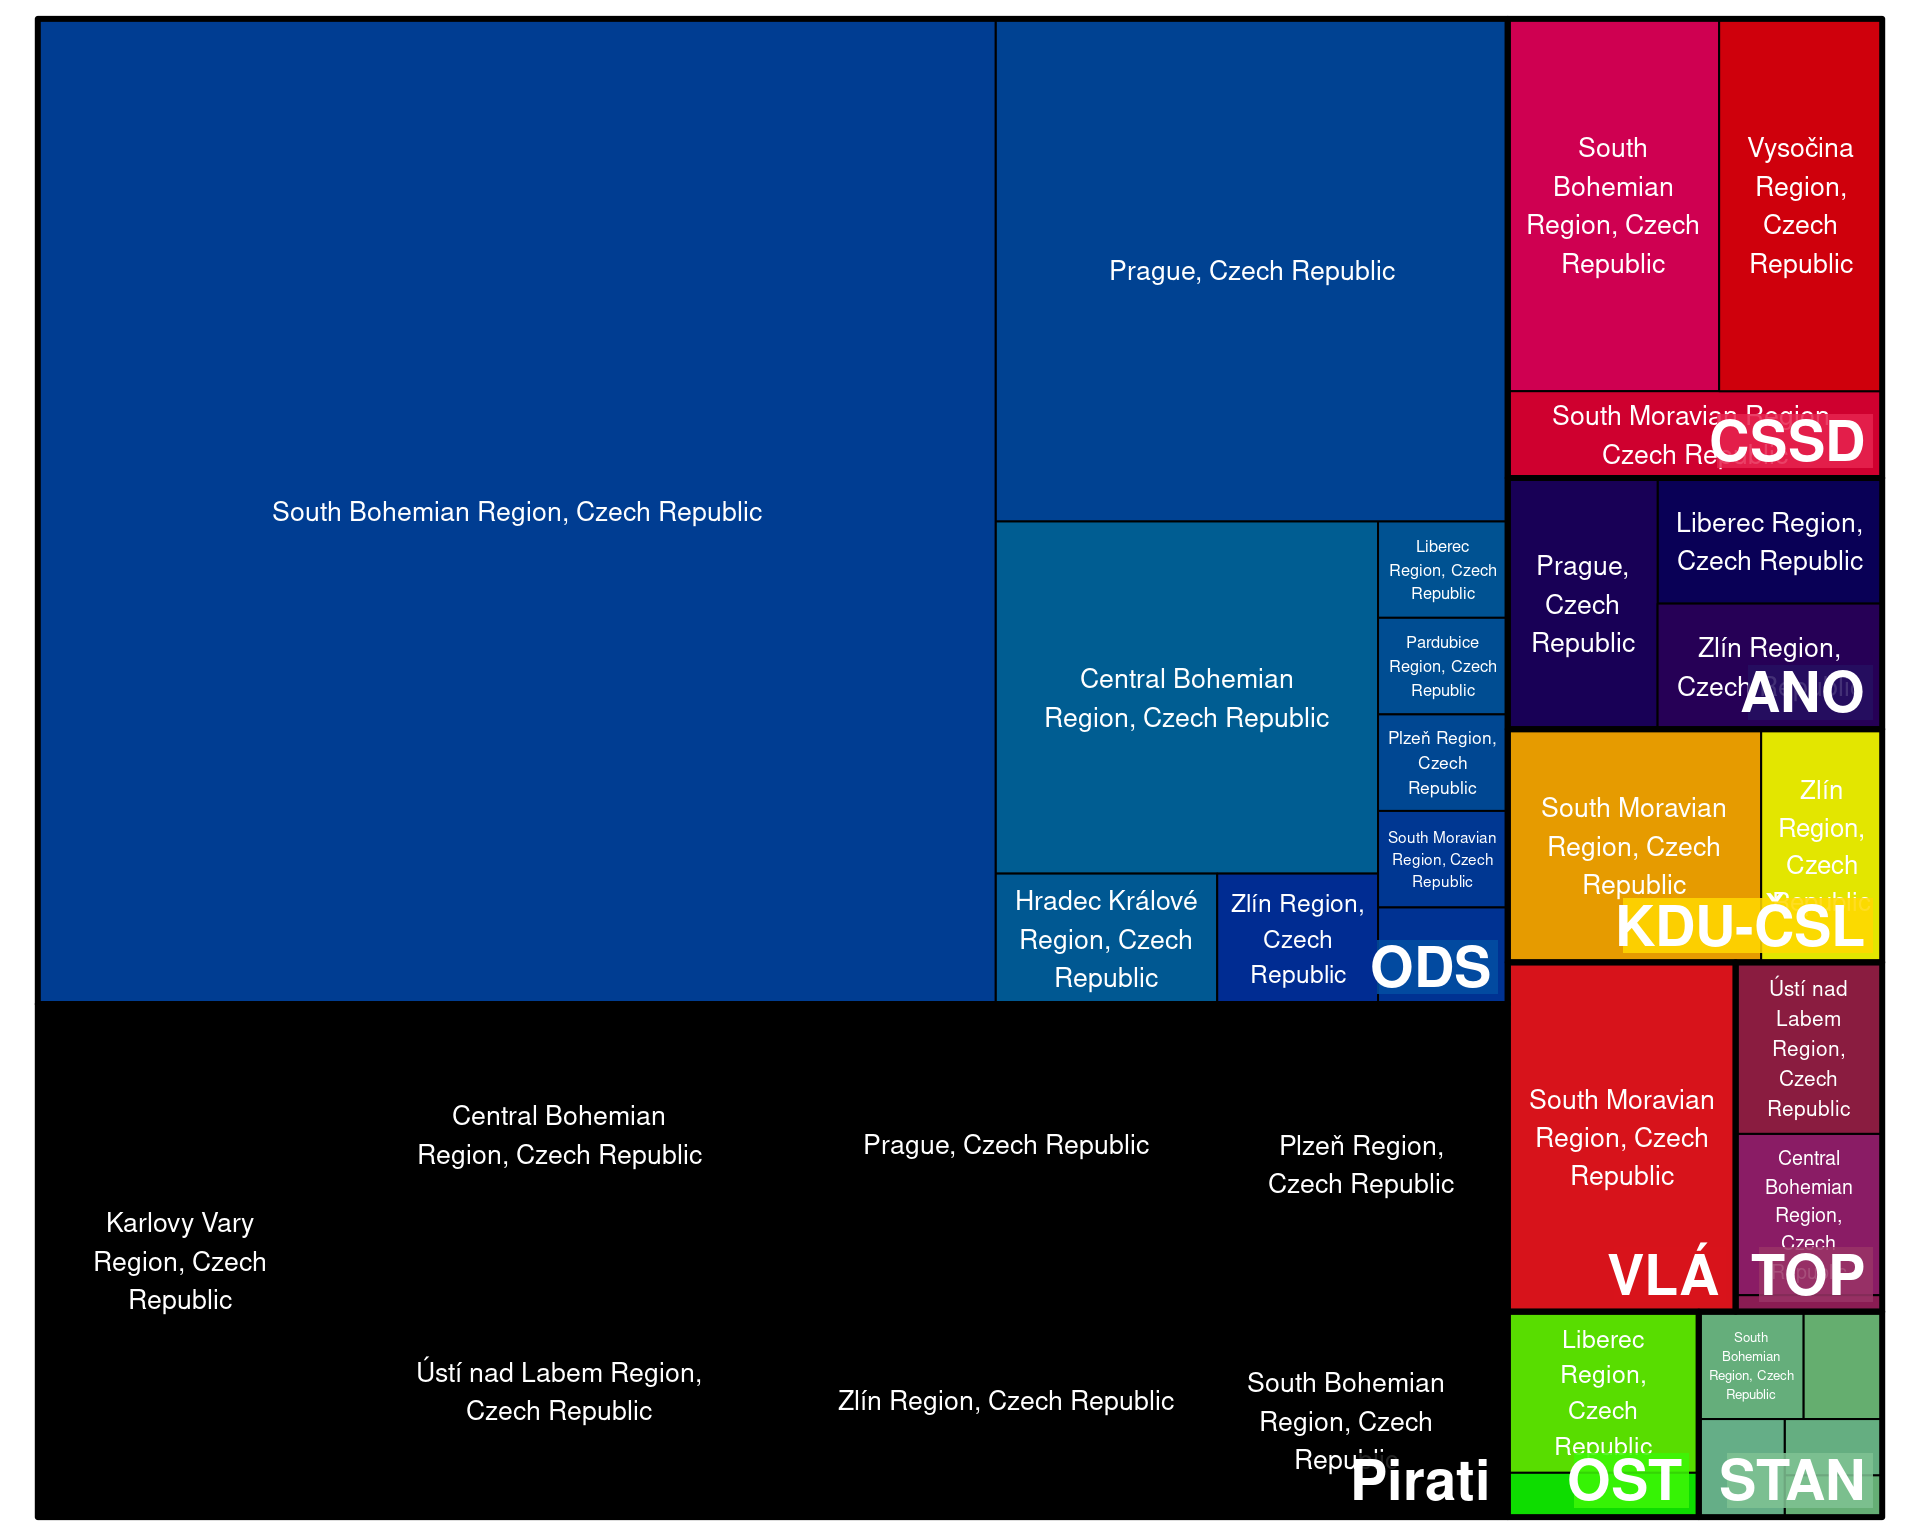 South Bohemian Region, Czech Republic
Prague, Czech Republic
Central Bohemian
Region, Czech Republic
Liberec
Region, Czech
Republic
Pardubice
Region, Czech
Republic
Plzeň Region,
Czech
Republic
South Moravian
Region, Czech
Republic
Hradec Králové
Region, Czech
Republic
Zlín Region,
Czech
Republic
ODS
South
Bohemian
Region, Czech
Republic
Vysočina
Region,
Czech
Republic
South Moravian Region,
Czech Republic
CSSD
Prague,
Czech
Republic
Liberec Region,
Czech Republic
Zlín Region,
Czech Republic
ANO
South Moravian
Region, Czech
Republic
Zlín
Region,
Czech
Republic
KDU-ČSL
South Moravian
Region, Czech
Republic
VLÁ
Ústí nad
Labem
Region,
Czech
Republic
Central
Bohemian
Region,
Czech
Republic
TOP
Karlovy Vary
Region, Czech
Republic
Central Bohemian
Region, Czech Republic
Ústí nad Labem Region,
Czech Republic
Prague, Czech Republic
Zlín Region, Czech Republic
Plzeň Region,
Czech Republic
South Bohemian
Region, Czech
Republic
Pirati
Liberec
Region,
Czech
Republic
OST
South
Bohemian
Region, Czech
Republic
STAN